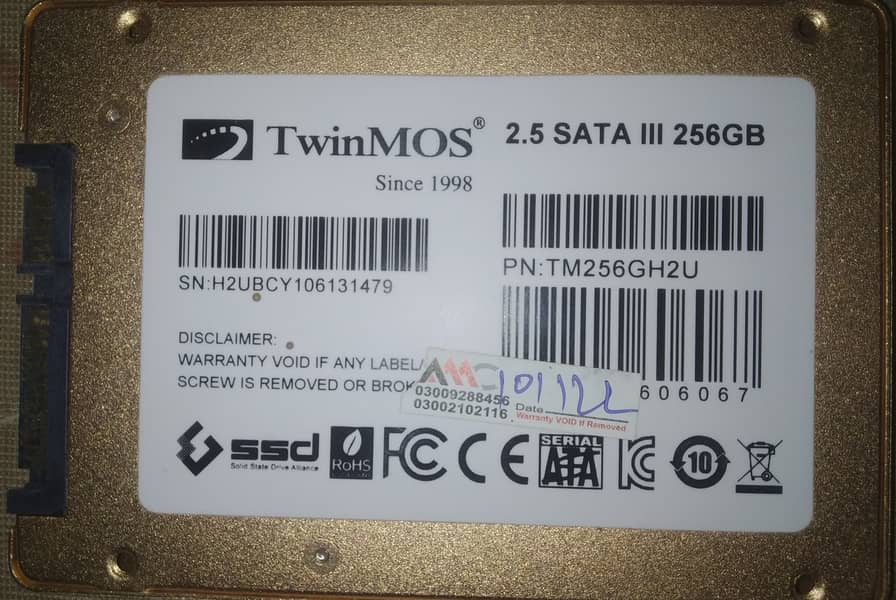 TwinMOS®
Since 1998
2.5 SATA III 256GB
SN:H2UBCY106131479
PN:TM256GH2U
DISCLAIMER:
WARRANTY VOID IF ANY LABEL/
SCREW IS REMOVED OR BROK
606067
AMC
03009288456
03002102116
Date
Warranty VOID If Removed
ssd
Solid State Drive Alliance
RoHS
FC
CE
SERIAL
ATA
KC
10